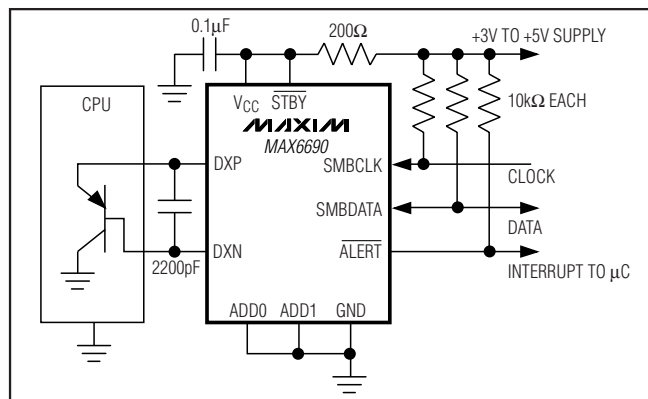 0.1µF
200Ω
+3V TO +5V SUPPLY
CPU
VCC
STBY
10kΩ EACH
MAXIM
MAX6690
DXP
SMBCLK
CLOCK
SMBDATA
DATA
DXN
ALERT
2200pF
INTERRUPT TO µC
ADD0 ADD1 GND